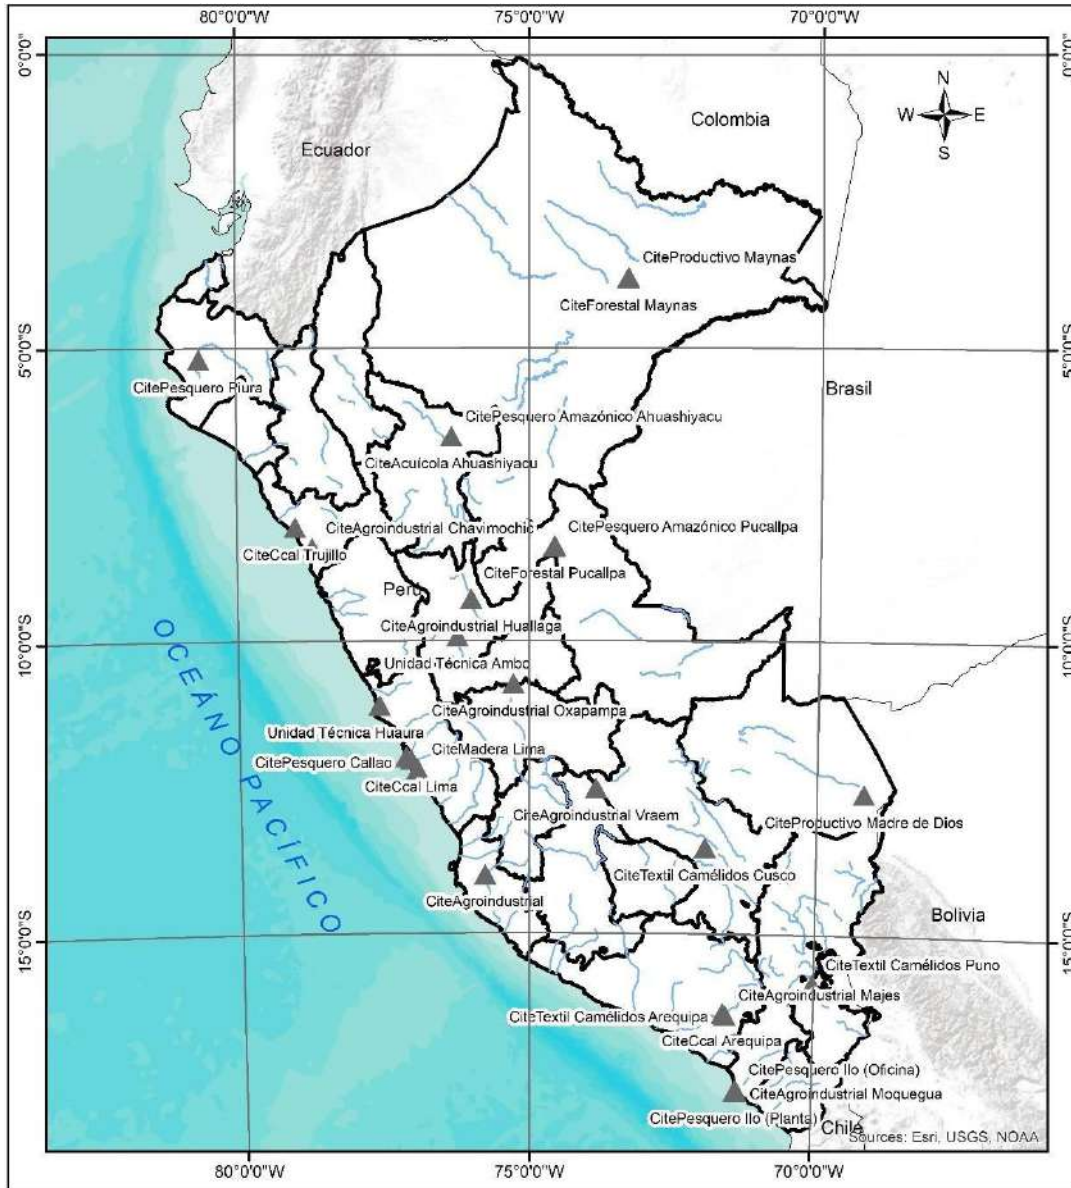 80°0'0"W 75°0'0"W 70°0'0"W
0°0'0" 0°0'0"
N
W E
S
Colombia
Ecuador
CiteProductivo Maynas
CiteForestal Maynas
5°0'0"S 5°0'0"S
Brasil
CitePesquero Piura
CitePesquero Amazónico Ahuashiyacu
CiteAcuícola Ahuashiyacu
CiteAgroindustrial Chavimochic
CitePesquero Amazónico Pucallpa
CiteCcal Trujillo
CiteForestal Pucallpa
Peru
CiteAgroindustrial Huallaga
10°0'0"S 10°0'0"S
Unidad Técnica Ambo
CiteAgroindustrial Oxapampa
Unidad Técnica Huaura
CiteMadera Lima
CitePesquero Callao
CiteCcal Lima
OCEÁNO PACÍFICO
CiteAgroindustrial Vraem
CiteProductivo Madre de Dios
CiteTextil Camélidos Cusco
CiteAgroindustrial
Bolivia
15°0'0"S 15°0'0"S
CiteTextil Camélidos Puno
CiteAgroindustrial Majes
CiteTextil Camélidos Arequipa
CiteCcal Arequipa
CitePesquero Ilo (Oficina)
CiteAgroindustrial Moquegua
CitePesquero Ilo (Planta)
Chile
Sources: Esri, USGS, NOAA
80°0'0"W 75°0'0"W 70°0'0"W